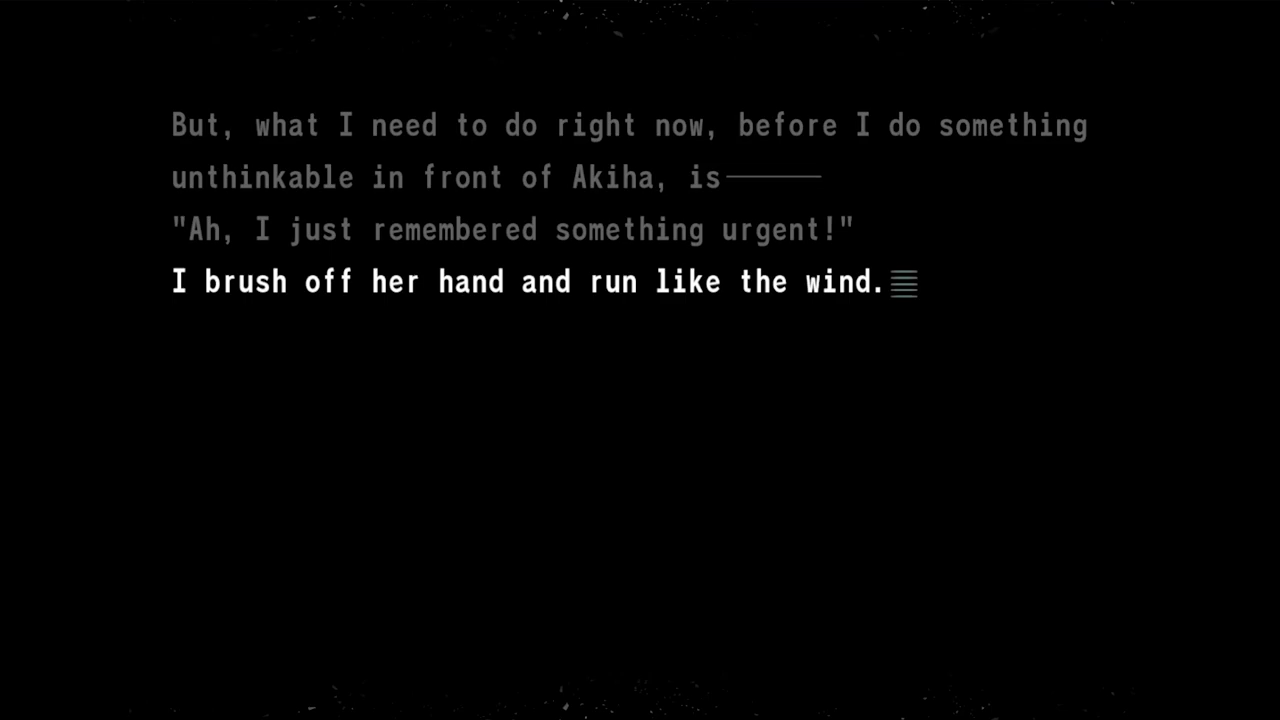 But, what I need to do right now, before I do something
unthinkable in front of Akiha, is———
"Ah, I just remembered something urgent!"
I brush off her hand and run like the wind.